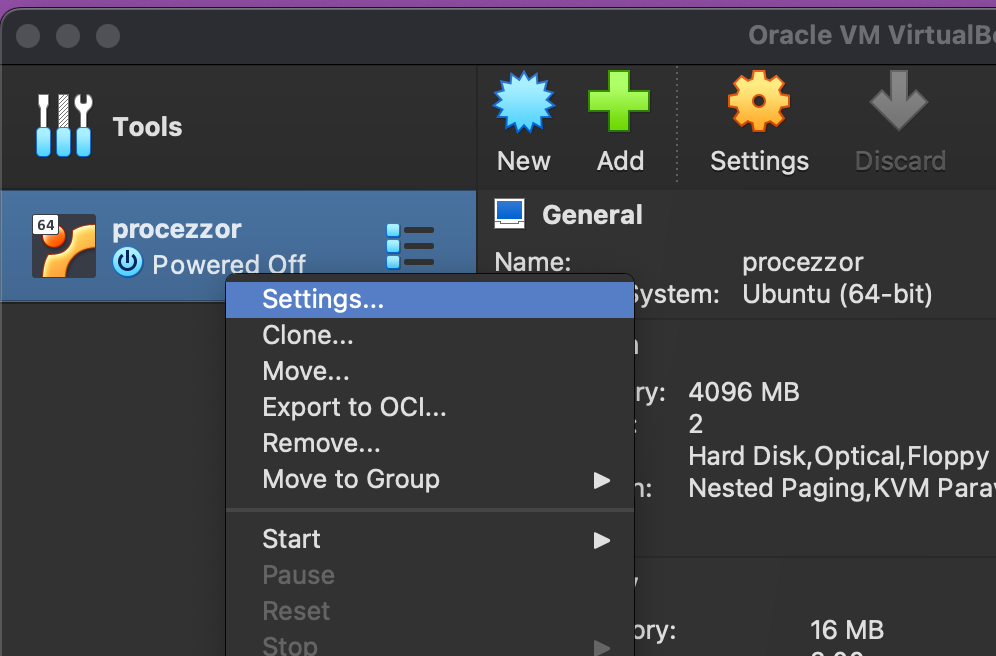 Oracle VM VirtualBo
Tools
New
Add
Settings
Discard
64
procezzor
Powered Off
General
Name:
procezzor
System:
Ubuntu (64-bit)
Settings...
Clone...
Move...
Export to OCI...
Remove...
Move to Group
Start
Pause
Reset
Stop
ry:
4096 MB
2
Hard Disk,Optical,Floppy
Nested Paging,KVM Parav
ory:
16 MB